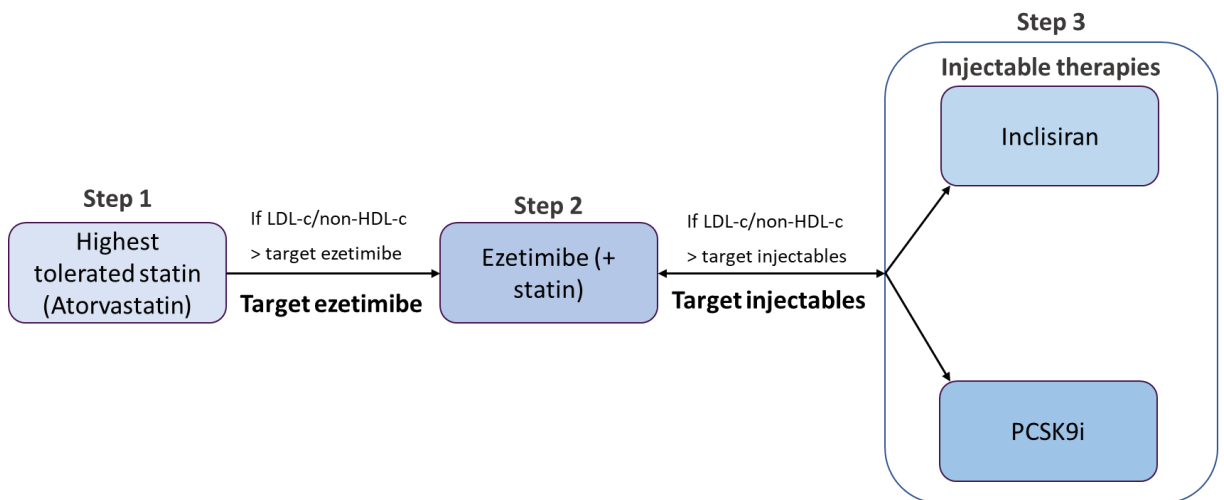 Step 1
Highest
tolerated statin
(Atorvastatin)
If LDL-c/non-HDL-c
> target ezetimibe
Target ezetimibe
Step 2
Ezetimibe (+
statin)
If LDL-c/non-HDL-c
> target injectables
Target injectables
Step 3
Injectable therapies
Inclisiran
PCSK9i